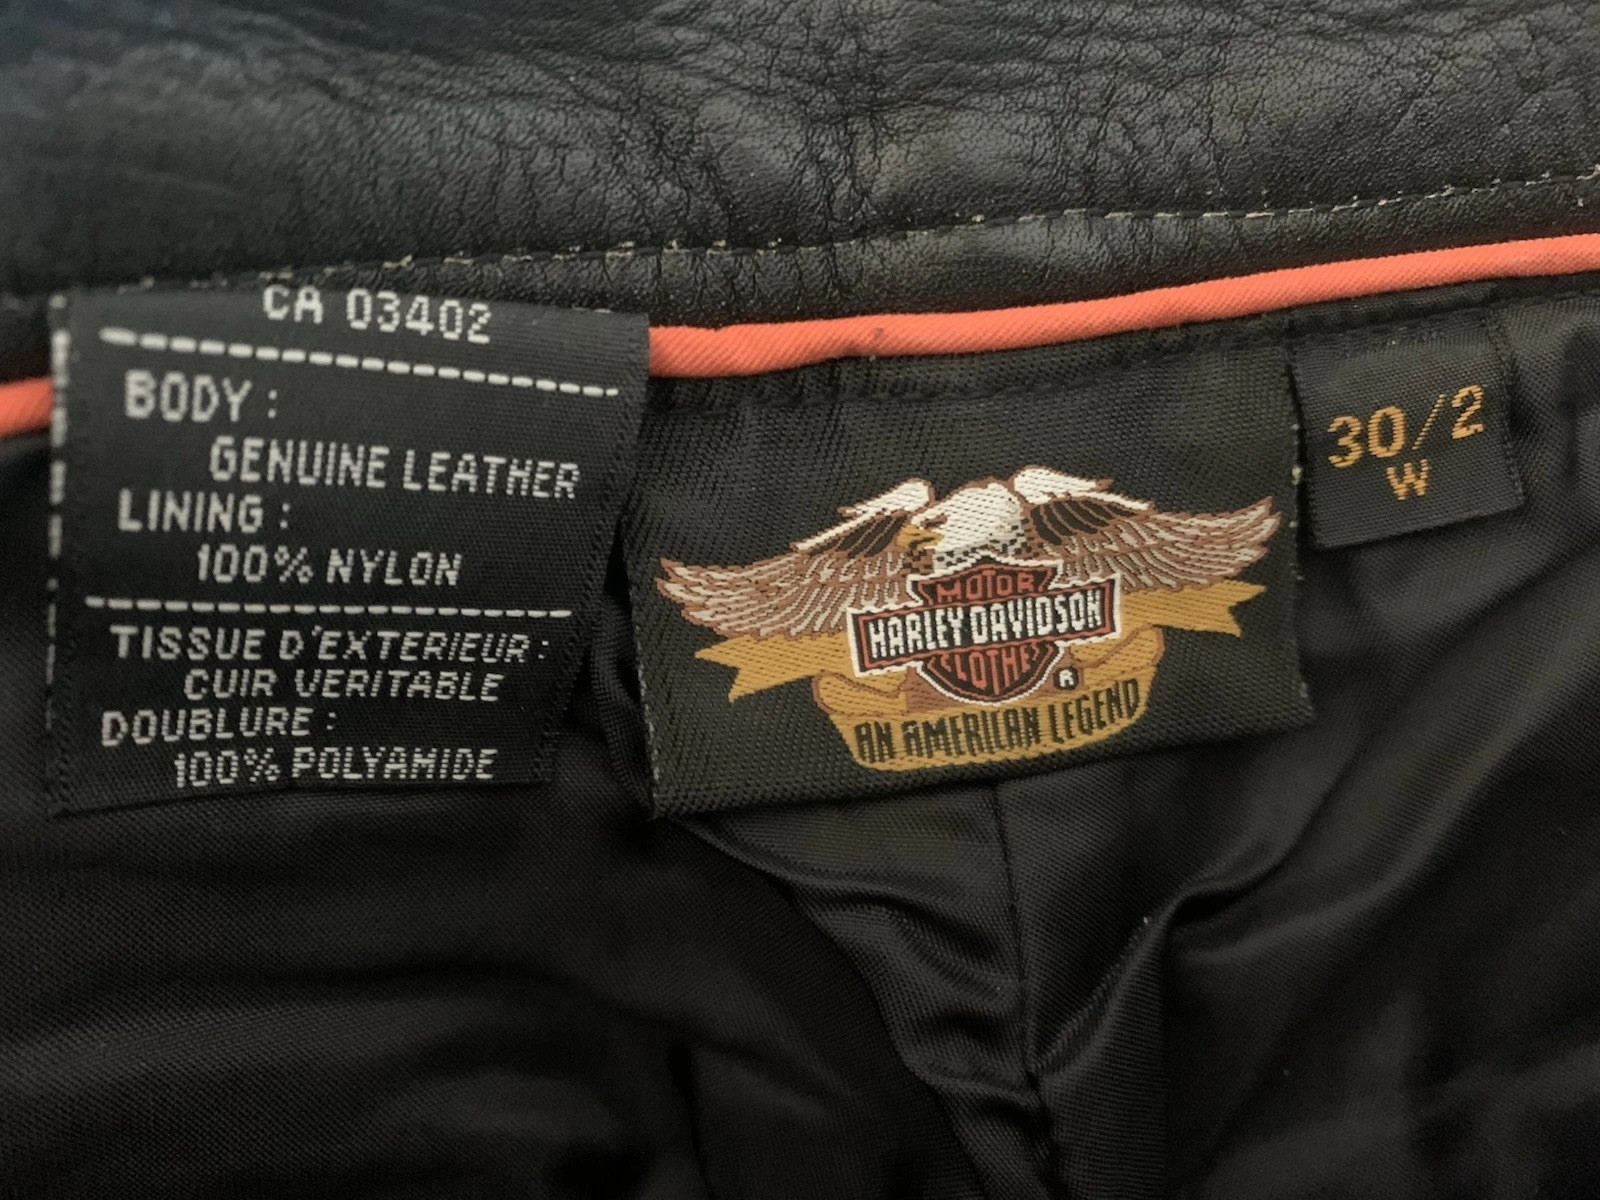 CA 03402
BODY :
GENUINE LEATHER
LINING :
100% NYLON
TISSUE D'EXTERIEUR :
CUIR VERITABLE
DOUBLURE :
100% POLYAMIDE
MOTOR
HARLEY DAVIDSON
CLOTHES
®
AN AMERICAN LEGEND
30/2
W